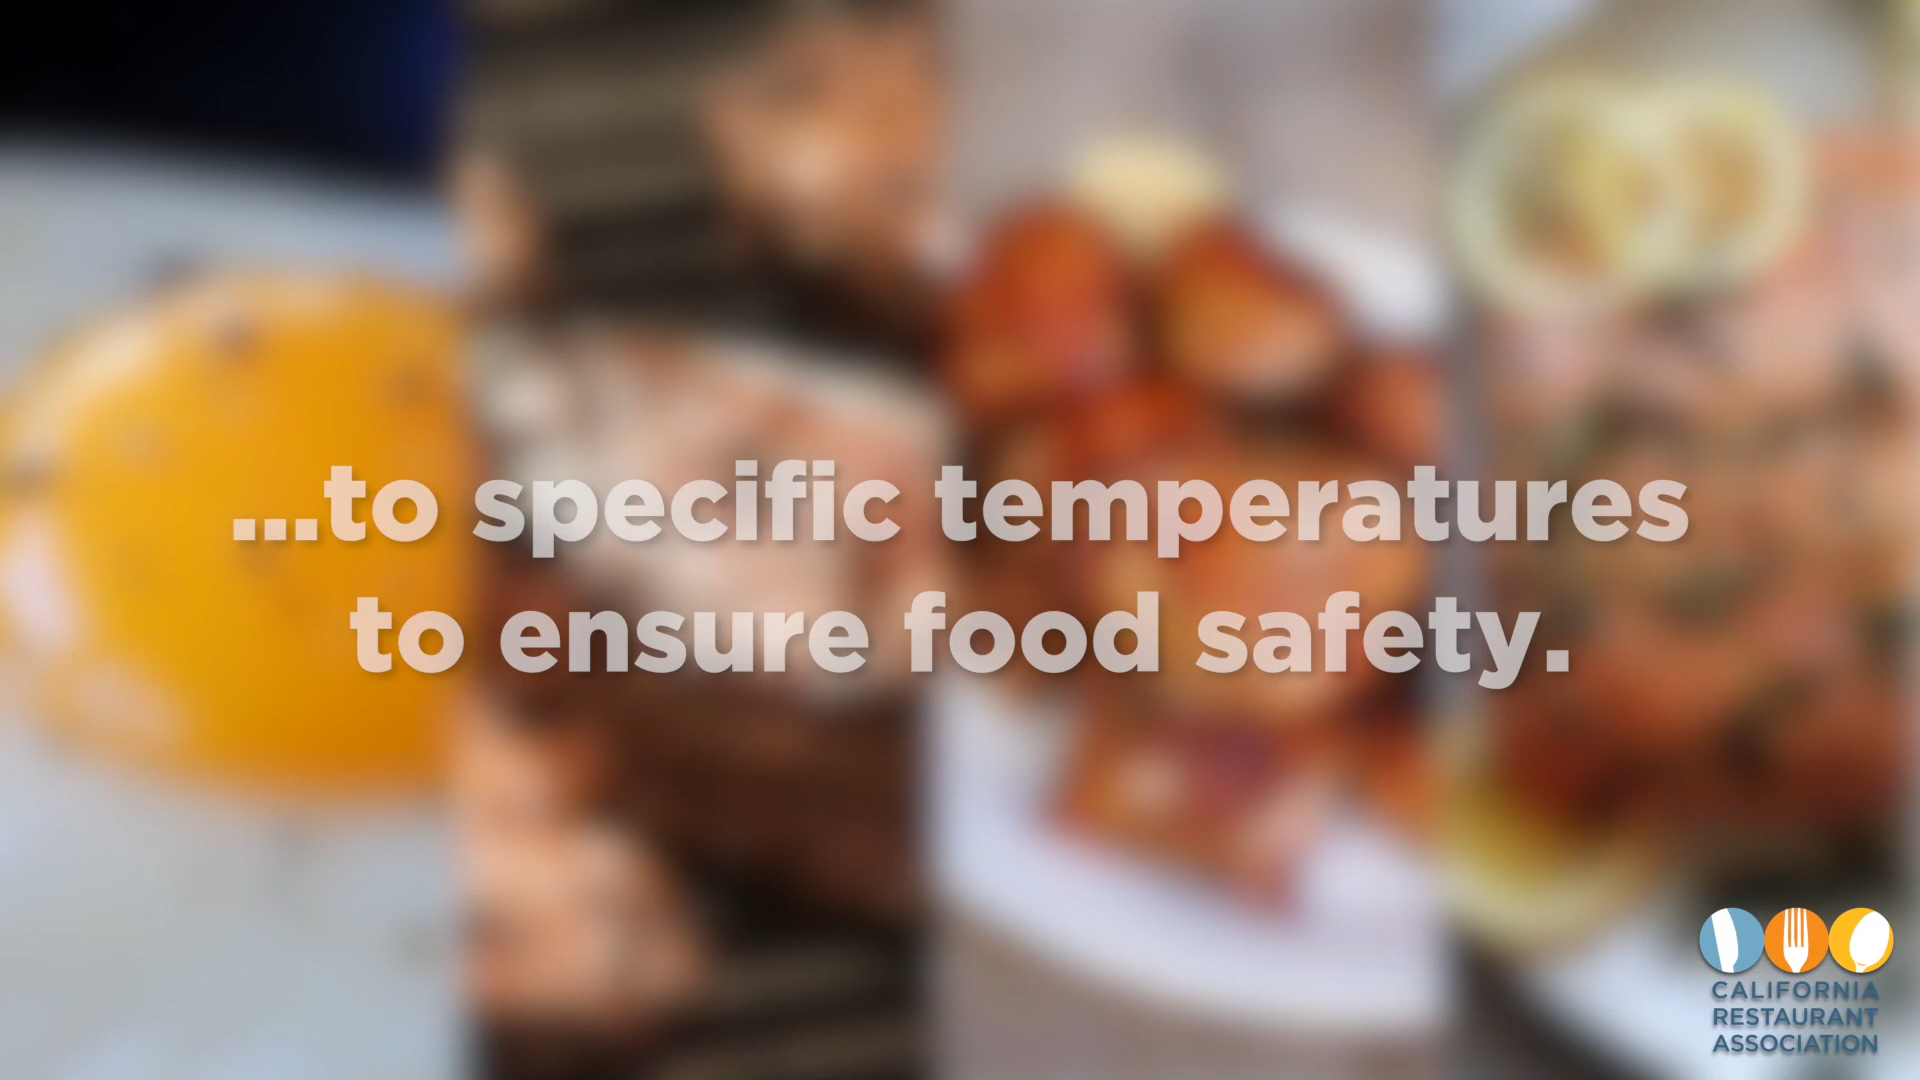 ...to specific temperatures
to ensure food safety.
CALIFORNIA
RESTAURANT
ASSOCIATION